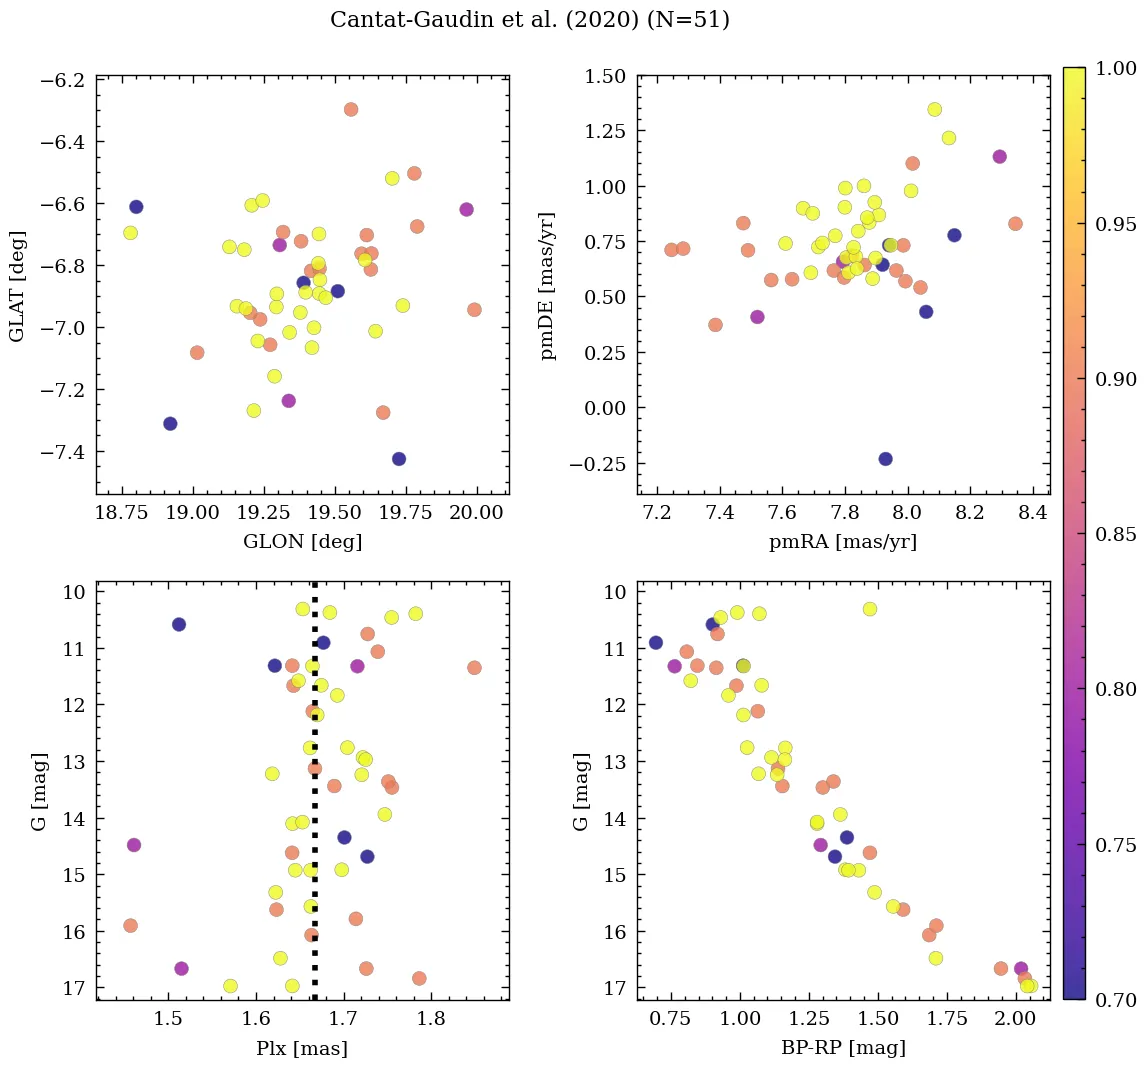 Cantat-Gaudin et al. (2020) (N=51)
−6.2
−6.4
−6.6
−6.8
−7.0
−7.2
−7.4
GLAT [deg]
18.75 19.00 19.25 19.50 19.75 20.00
GLON [deg]
1.50
1.25
1.00
0.75
0.50
0.25
0.00
−0.25
pmDE [mas/yr]
7.2 7.4 7.6 7.8 8.0 8.2 8.4
pmRA [mas/yr]
10
11
12
13
14
15
16
17
G [mag]
1.5 1.6 1.7 1.8
Plx [mas]
10
11
12
13
14
15
16
17
G [mag]
0.75 1.00 1.25 1.50 1.75 2.00
BP-RP [mag]
1.00
0.95
0.90
0.85
0.80
0.75
0.70